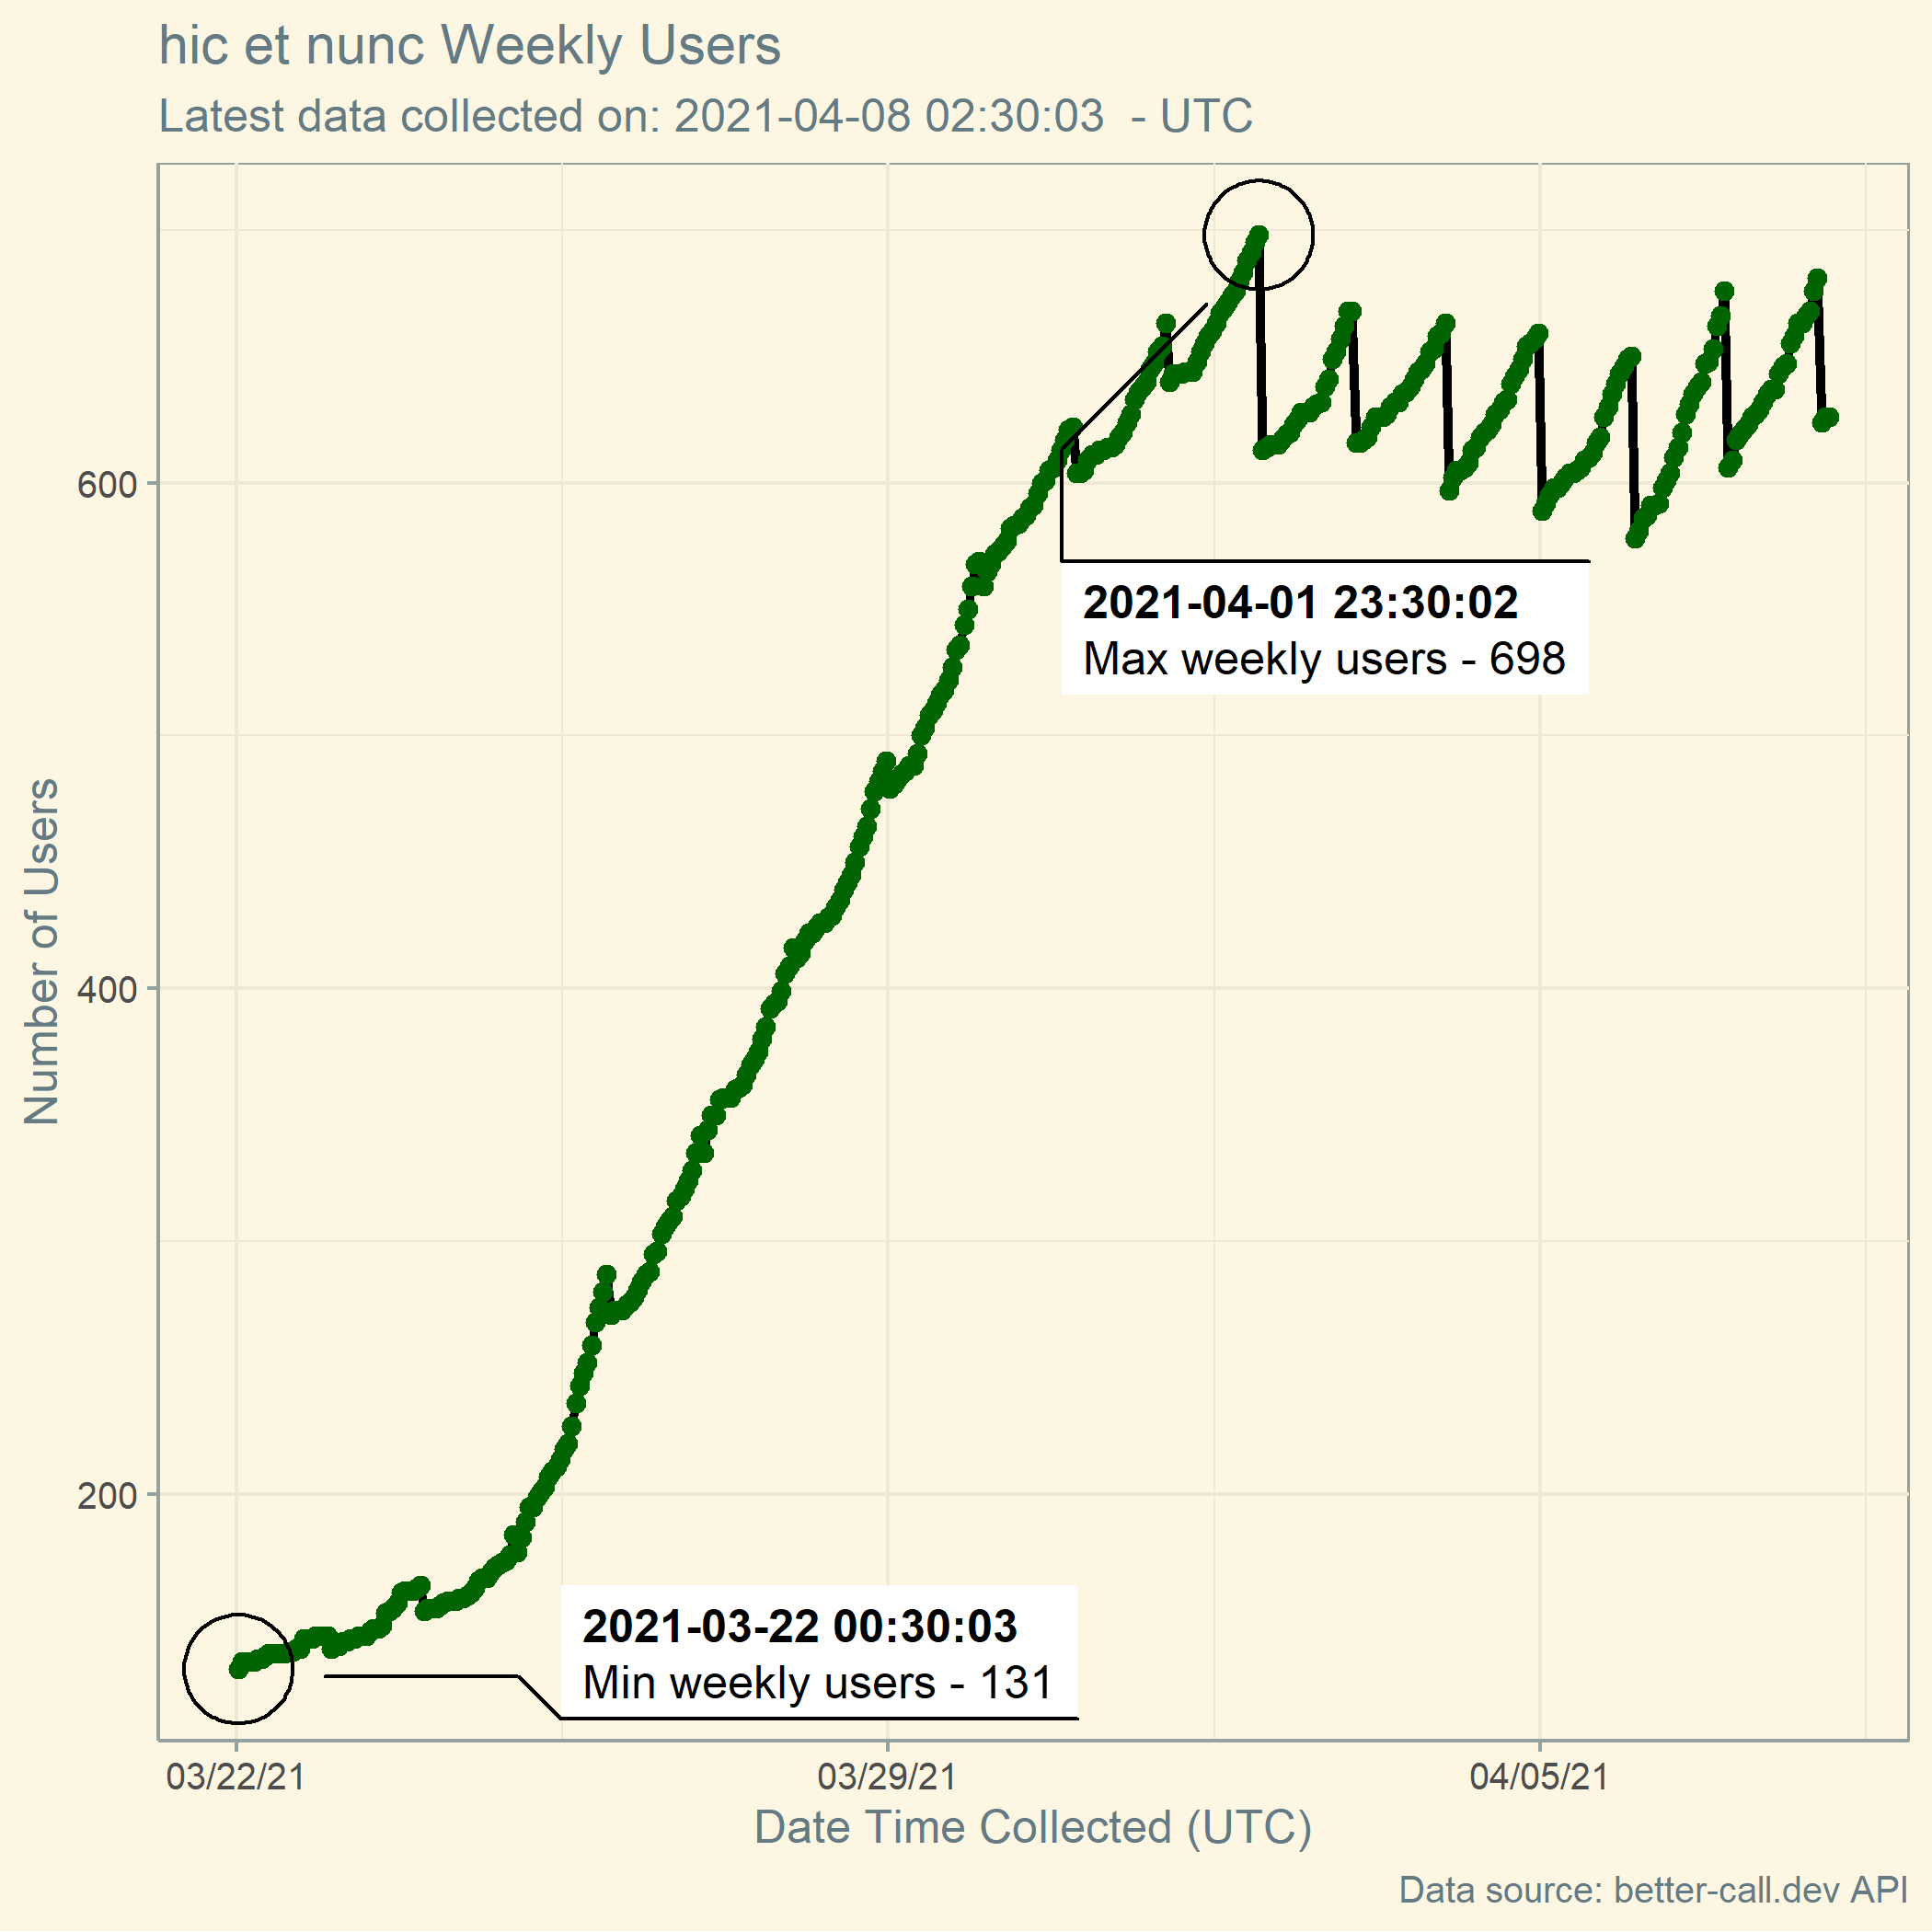 hic et nunc Weekly Users
Latest data collected on: 2021-04-08 02:30:03  - UTC
Number of Users
600
400
200
2021-04-01 23:30:02
Max weekly users - 698
2021-03-22 00:30:03
Min weekly users - 131
03/22/21
03/29/21
04/05/21
Date Time Collected (UTC)
Data source: better-call.dev API